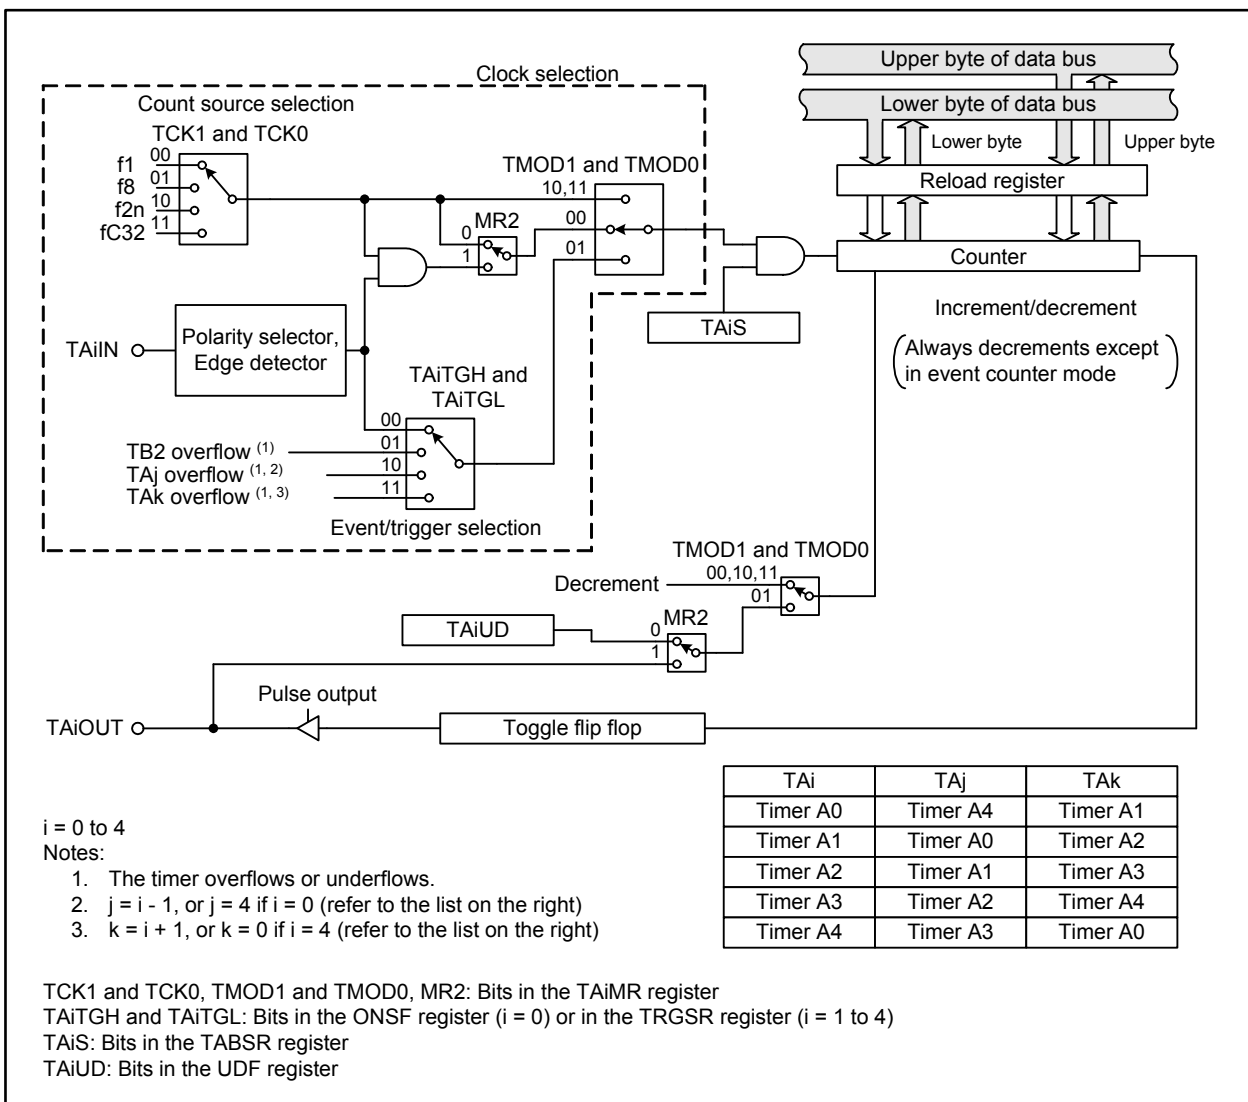 Clock selection
Count source selection
TCK1 and TCK0
f1 00
f8 01
f2n 10
fC32 11
TMOD1 and TMOD0
10,11
00
01
MR2
0
1
TAiIN
Polarity selector,
Edge detector
TAiTGH and
TAiTGL
00
TB2 overflow (1) 01
TAj overflow (1, 2) 10
TAk overflow (1, 3) 11
Event/trigger selection
TAiS
Upper byte of data bus
Lower byte of data bus
Lower byte
Upper byte
Reload register
Counter
Increment/decrement
(Always decrements except
in event counter mode)
TMOD1 and TMOD0
Decrement 00,10,11
01
TAiUD
MR2
0
1
Pulse output
TAiOUT
Toggle flip flop
TAi TAj TAk
Timer A0 Timer A4 Timer A1
Timer A1 Timer A0 Timer A2
Timer A2 Timer A1 Timer A3
Timer A3 Timer A2 Timer A4
Timer A4 Timer A3 Timer A0
i = 0 to 4
Notes:
1. The timer overflows or underflows.
2. j = i - 1, or j = 4 if i = 0 (refer to the list on the right)
3. k = i + 1, or k = 0 if i = 4 (refer to the list on the right)
TCK1 and TCK0, TMOD1 and TMOD0, MR2: Bits in the TAiMR register
TAiTGH and TAiTGL: Bits in the ONSF register (i = 0) or in the TRGSR register (i = 1 to 4)
TAiS: Bits in the TABSR register
TAiUD: Bits in the UDF register